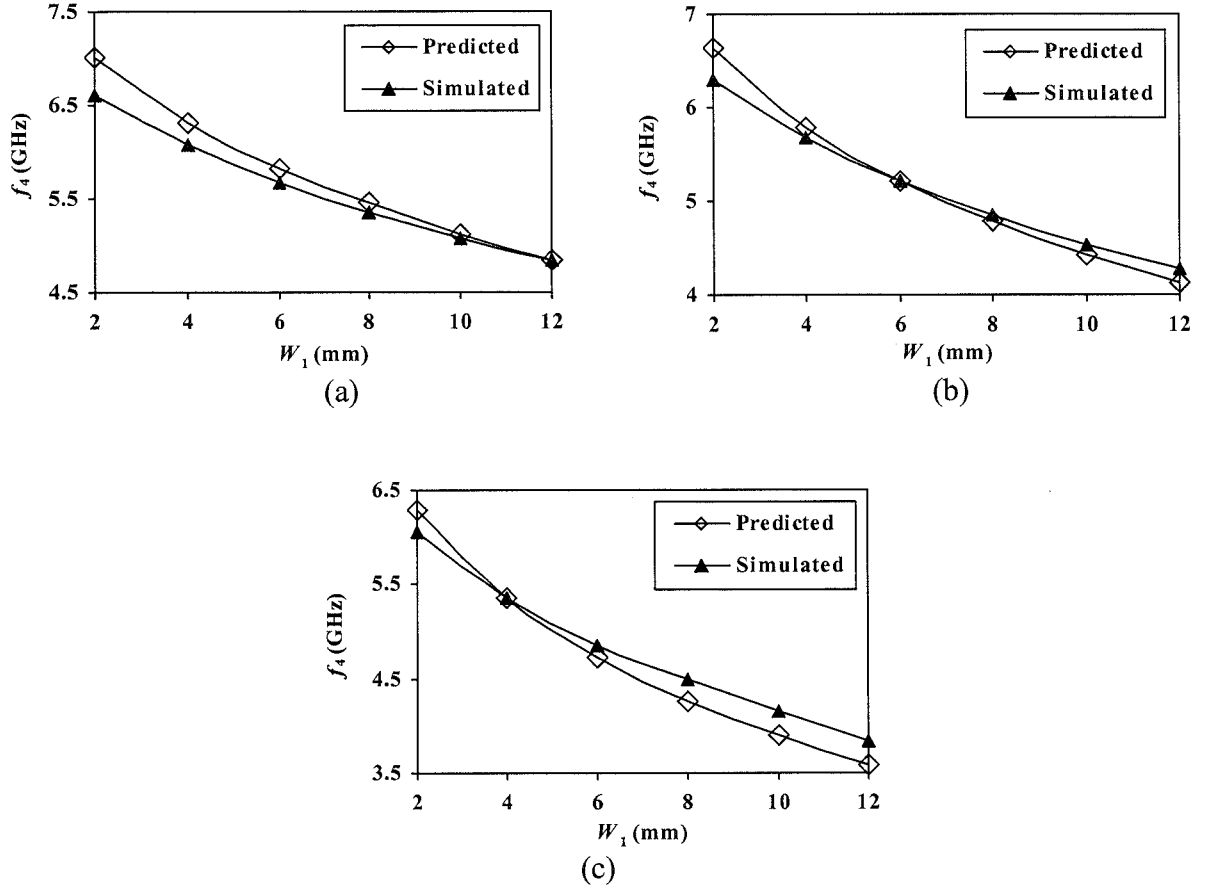 7.5
6.5
5.5
4.5
f₄ (GHz)
Predicted
Simulated
2 4 6 8 10 12
W₁ (mm)
(a)
7
6
5
4
f₄ (GHz)
Predicted
Simulated
2 4 6 8 10 12
W₁ (mm)
(b)
6.5
5.5
4.5
3.5
f₄ (GHz)
Predicted
Simulated
2 4 6 8 10 12
W₁ (mm)
(c)